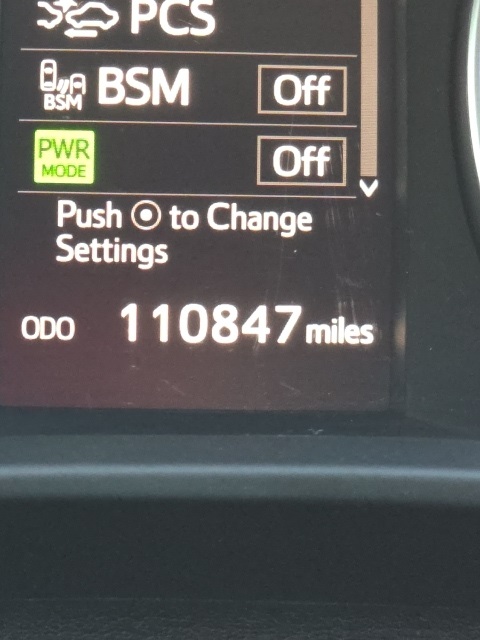 PCS
BSM BSM Off
PWR
MODE Off
Push to Change
Settings
ODO 110847 miles